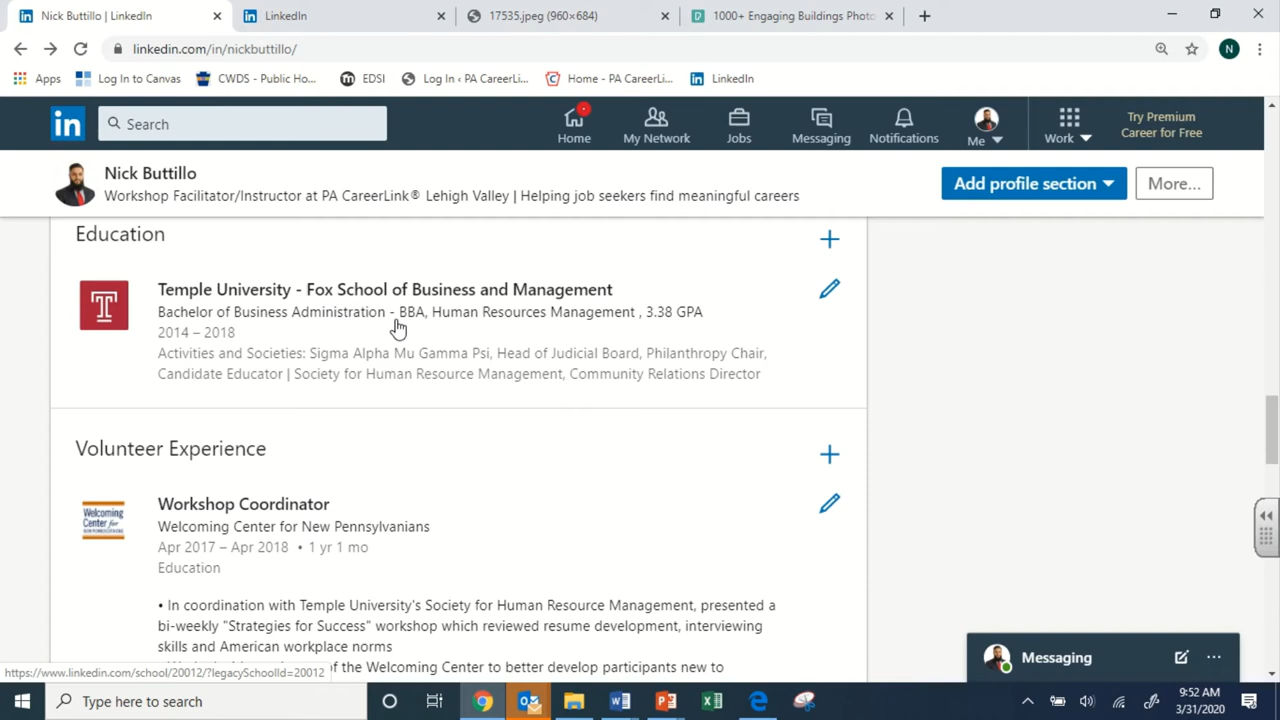 Nick Buttillo | LinkedIn
LinkedIn
17535.jpeg (960×684)
1000+ Engaging Buildings Photo
linkedin.com/in/nickbuttillo/
N
Apps
Log In to Canvas
CWDS - Public Ho...
EDSI
Log In ‹ PA CareerLi...
Home - PA CareerLi...
LinkedIn
in
Search
Home
My Network
Jobs
Messaging
Notifications
Me
Work
Try Premium
Career for Free
Nick Buttillo
Workshop Facilitator/Instructor at PA CareerLink® Lehigh Valley | Helping job seekers find meaningful careers
Add profile section
More...
Education
Temple University - Fox School of Business and Management
Bachelor of Business Administration - BBA, Human Resources Management , 3.38 GPA
2014 – 2018
Activities and Societies: Sigma Alpha Mu Gamma Psi, Head of Judicial Board, Philanthropy Chair,
Candidate Educator | Society for Human Resource Management, Community Relations Director
Volunteer Experience
Workshop Coordinator
Welcoming
Center for
Welcoming Center for New Pennsylvanians
Apr 2017 – Apr 2018 • 1 yr 1 mo
Education
• In coordination with Temple University's Society for Human Resource Management, presented a
bi-weekly "Strategies for Success" workshop which reviewed resume development, interviewing
skills and American workplace norms
of the Welcoming Center to better develop participants new to
https://www.linkedin.com/school/20012/?legacySchoolId=20012
Messaging
Type here to search
9:52 AM
3/31/2020